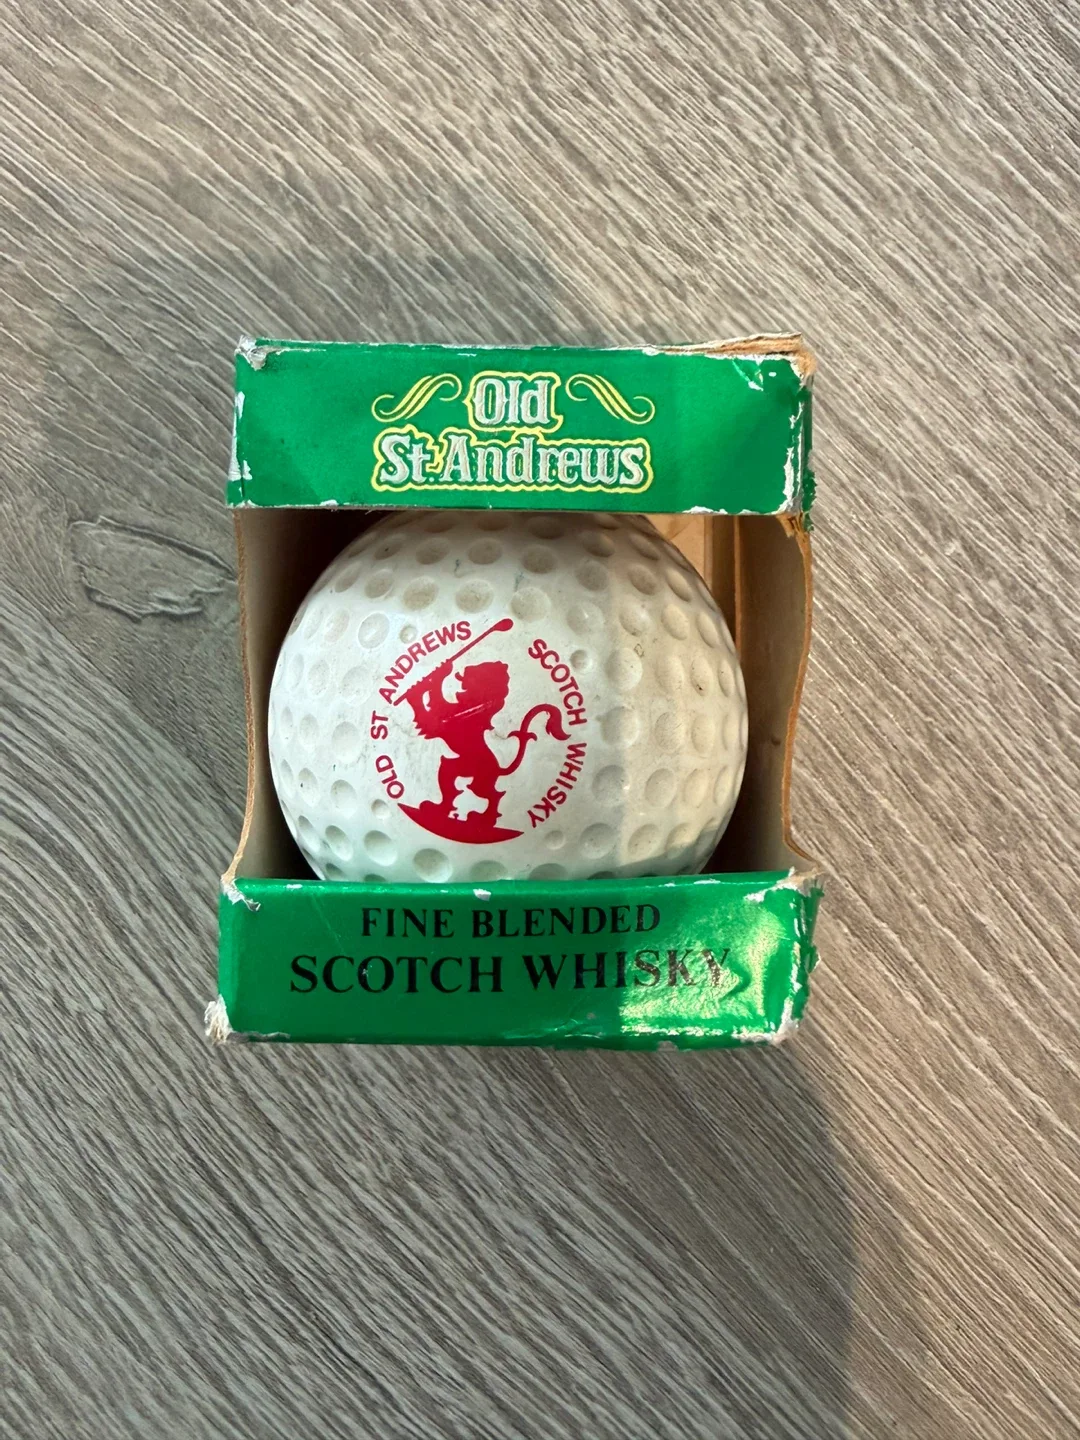 Old
St. Andrews
OLD ST ANDREWS
SCOTCH WHISKY
FINE BLENDED
SCOTCH WHISKY